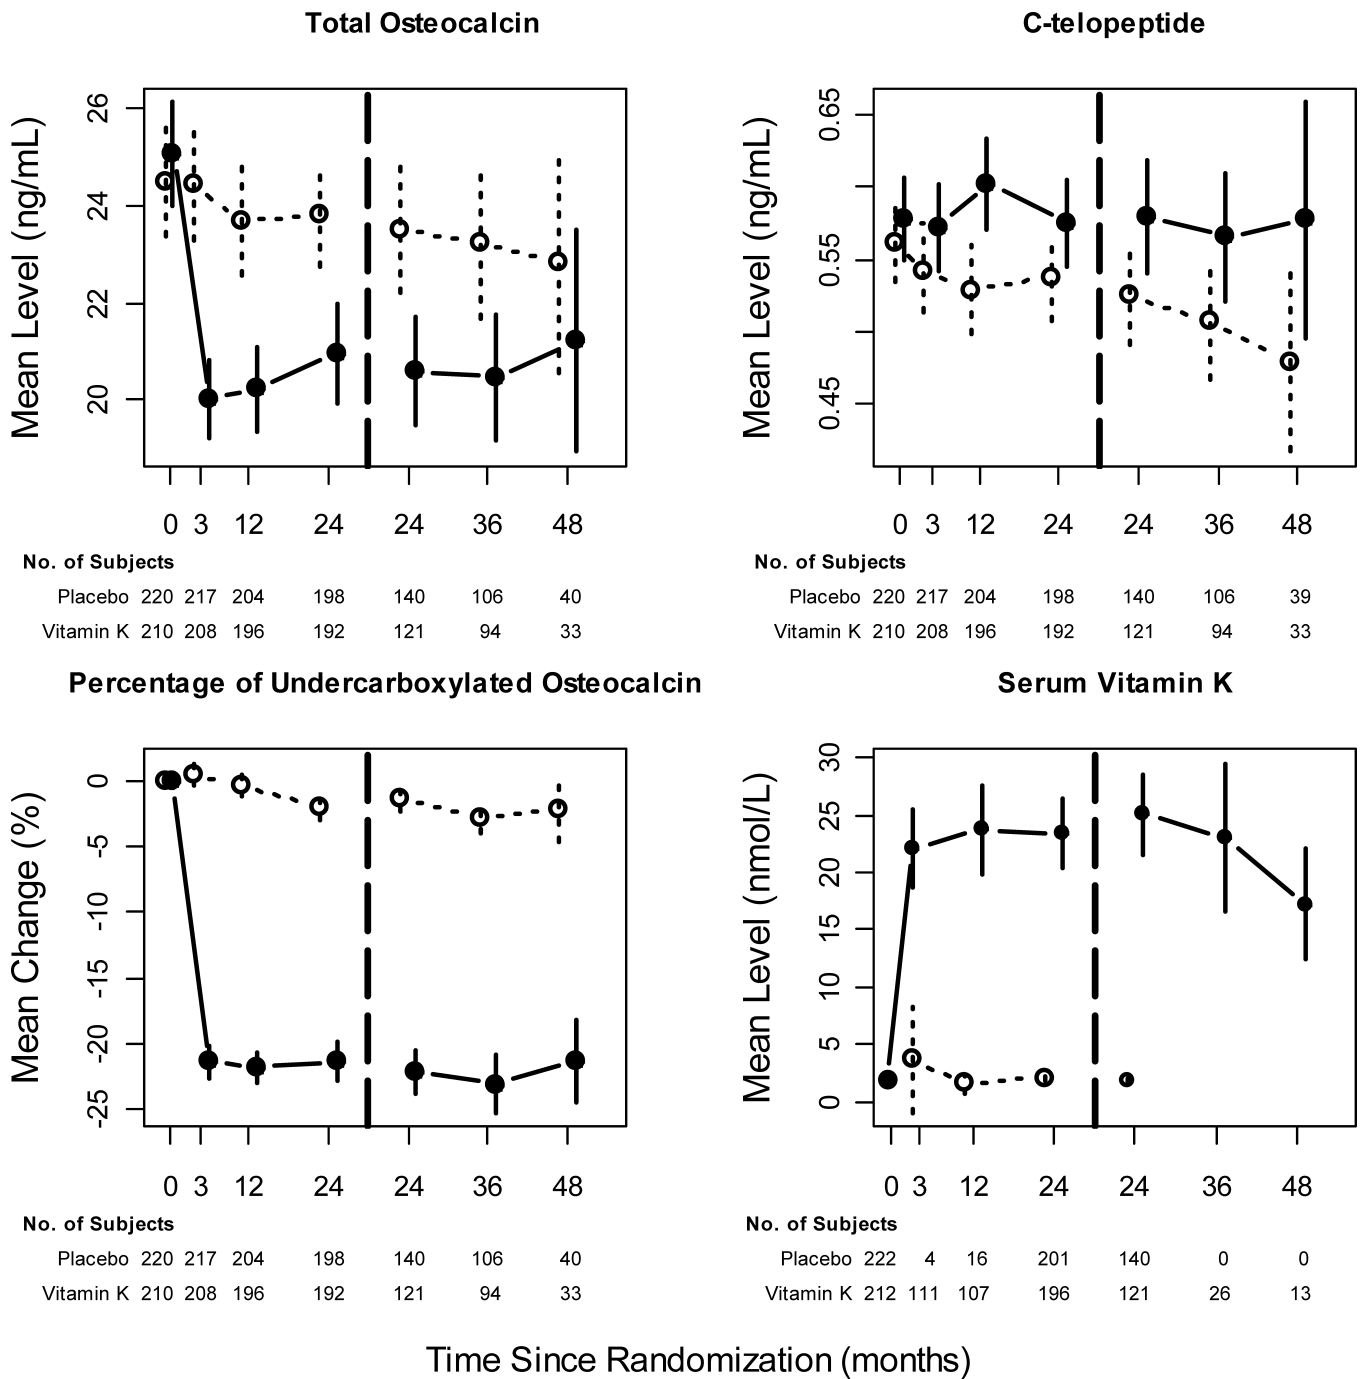 Total Osteocalcin
Mean Level (ng/mL)
26
24
22
20
0 3 12 24 24 36 48
No. of Subjects
Placebo 220 217 204 198 140 106 40
Vitamin K 210 208 196 192 121 94 33
C-telopeptide
Mean Level (ng/mL)
0.65
0.55
0.45
0 3 12 24 24 36 48
No. of Subjects
Placebo 220 217 204 198 140 106 39
Vitamin K 210 208 196 192 121 94 33
Percentage of Undercarboxylated Osteocalcin
Mean Change (%)
0
-5
-10
-15
-20
-25
0 3 12 24 24 36 48
No. of Subjects
Placebo 220 217 204 198 140 106 40
Vitamin K 210 208 196 192 121 94 33
Serum Vitamin K
Mean Level (nmol/L)
30
25
20
15
10
5
0
0 3 12 24 24 36 48
No. of Subjects
Placebo 222 4 16 201 140 0 0
Vitamin K 212 111 107 196 121 26 13
Time Since Randomization (months)